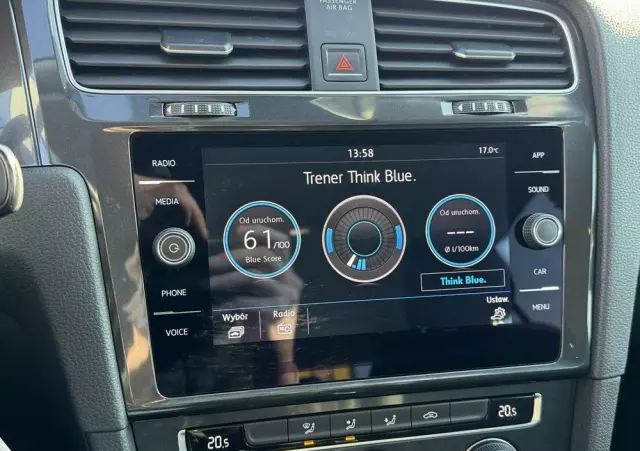 PASSENGER
AIR BAG
RADIO
MEDIA
PHONE
VOICE
13:58
17.0°C
Trener Think Blue.
Od uruchom.
61/100
Blue Score
Od uruchom.
---
Ø l/100km
Think Blue.
Wybór
Radio
Ustaw.
APP
SOUND
CAR
MENU
20.5
20.5